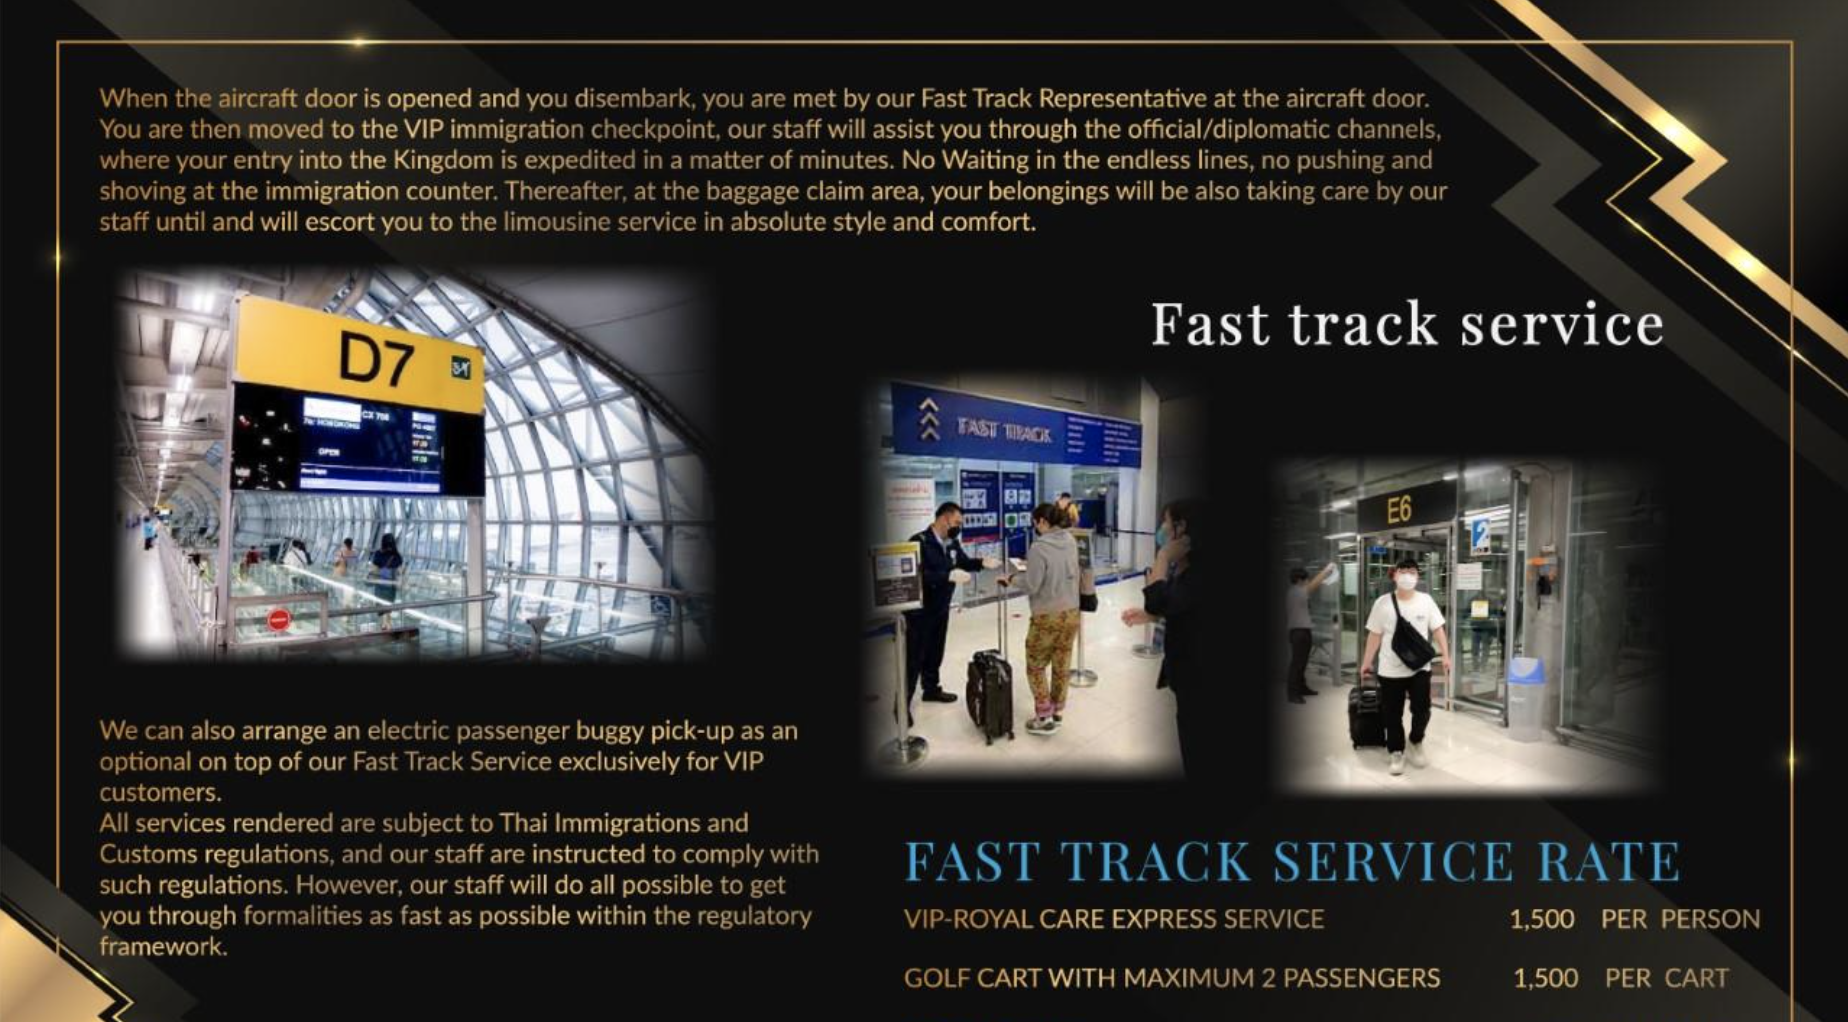 When the aircraft door is opened and you disembark, you are met by our Fast Track Representative at the aircraft door.
You are then moved to the VIP immigration checkpoint, our staff will assist you through the official/diplomatic channels,
where your entry into the Kingdom is expedited in a matter of minutes. No Waiting in the endless lines, no pushing and
shoving at the immigration counter. Thereafter, at the baggage claim area, your belongings will be also taking care by our
staff until and will escort you to the limousine service in absolute style and comfort.
Fast track service
D7
CX 708
OPEN
FAST TRACK
E6
2
We can also arrange an electric passenger buggy pick-up as an
optional on top of our Fast Track Service exclusively for VIP
customers.
All services rendered are subject to Thai Immigrations and
Customs regulations, and our staff are instructed to comply with
such regulations. However, our staff will do all possible to get
you through formalities as fast as possible within the regulatory
framework.
FAST TRACK SERVICE RATE
VIP-ROYAL CARE EXPRESS SERVICE 1,500 PER PERSON
GOLF CART WITH MAXIMUM 2 PASSENGERS 1,500 PER CART